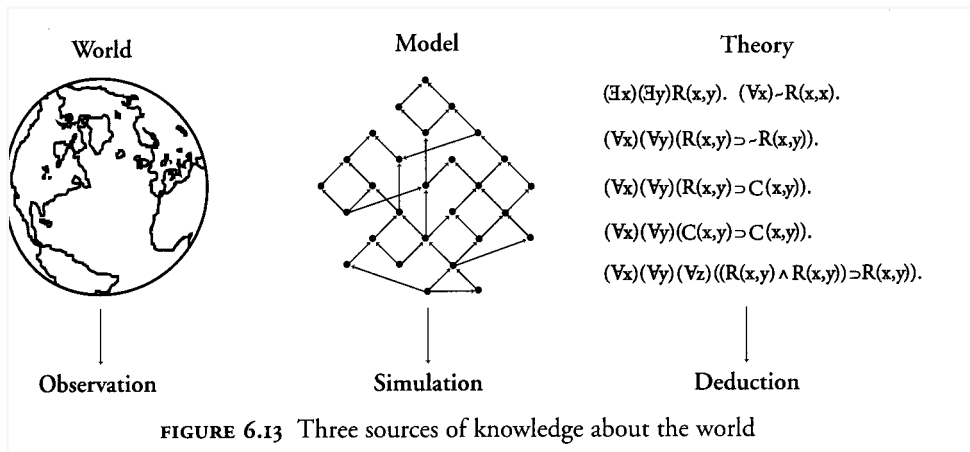 World
Model
Theory
(∃x)(∃y)R(x,y). (∀x)~R(x,x).
(∀x)(∀y)(R(x,y)⊃~R(x,y)).
(∀x)(∀y)(R(x,y)⊃C(x,y)).
(∀x)(∀y)(C(x,y)⊃C(x,y)).
(∀x)(∀y)(∀z)((R(x,y)∧R(x,y))⊃R(x,y)).
Observation
Simulation
Deduction
FIGURE 6.13 Three sources of knowledge about the world